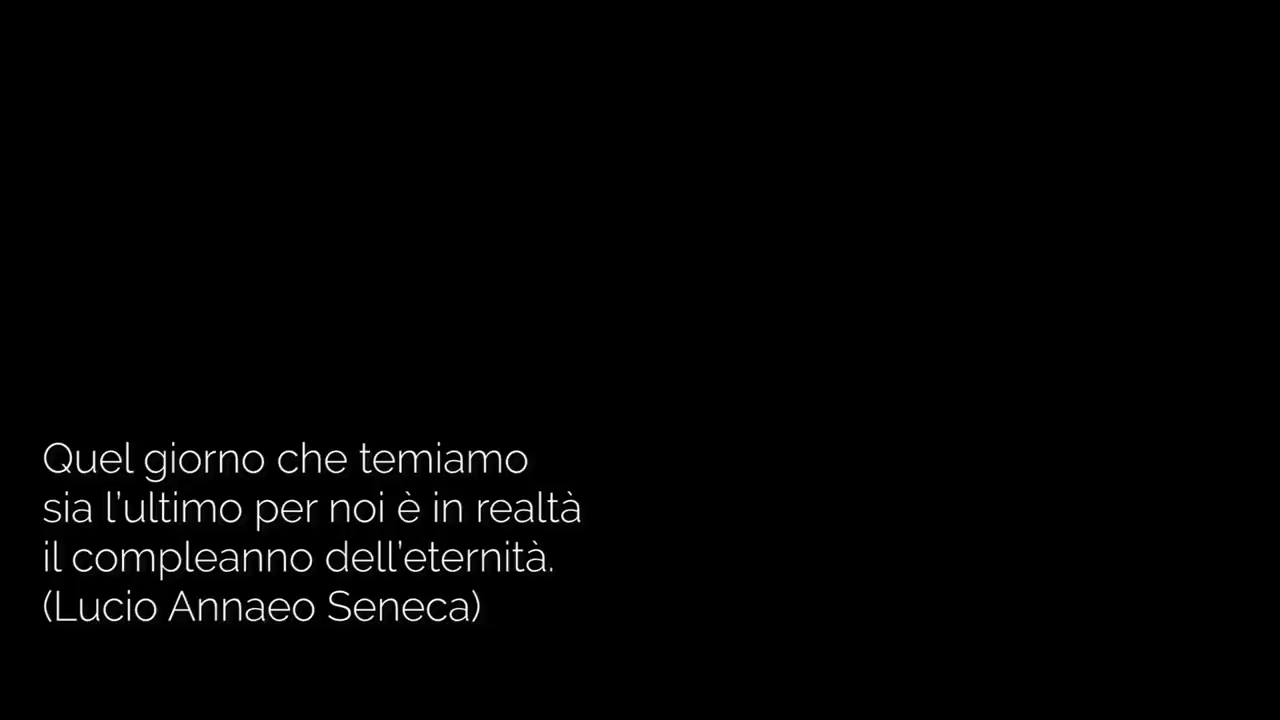 Quel giorno che temiamo
sia l’ultimo per noi è in realtà
il compleanno dell’eternità.
(Lucio Annaeo Seneca)